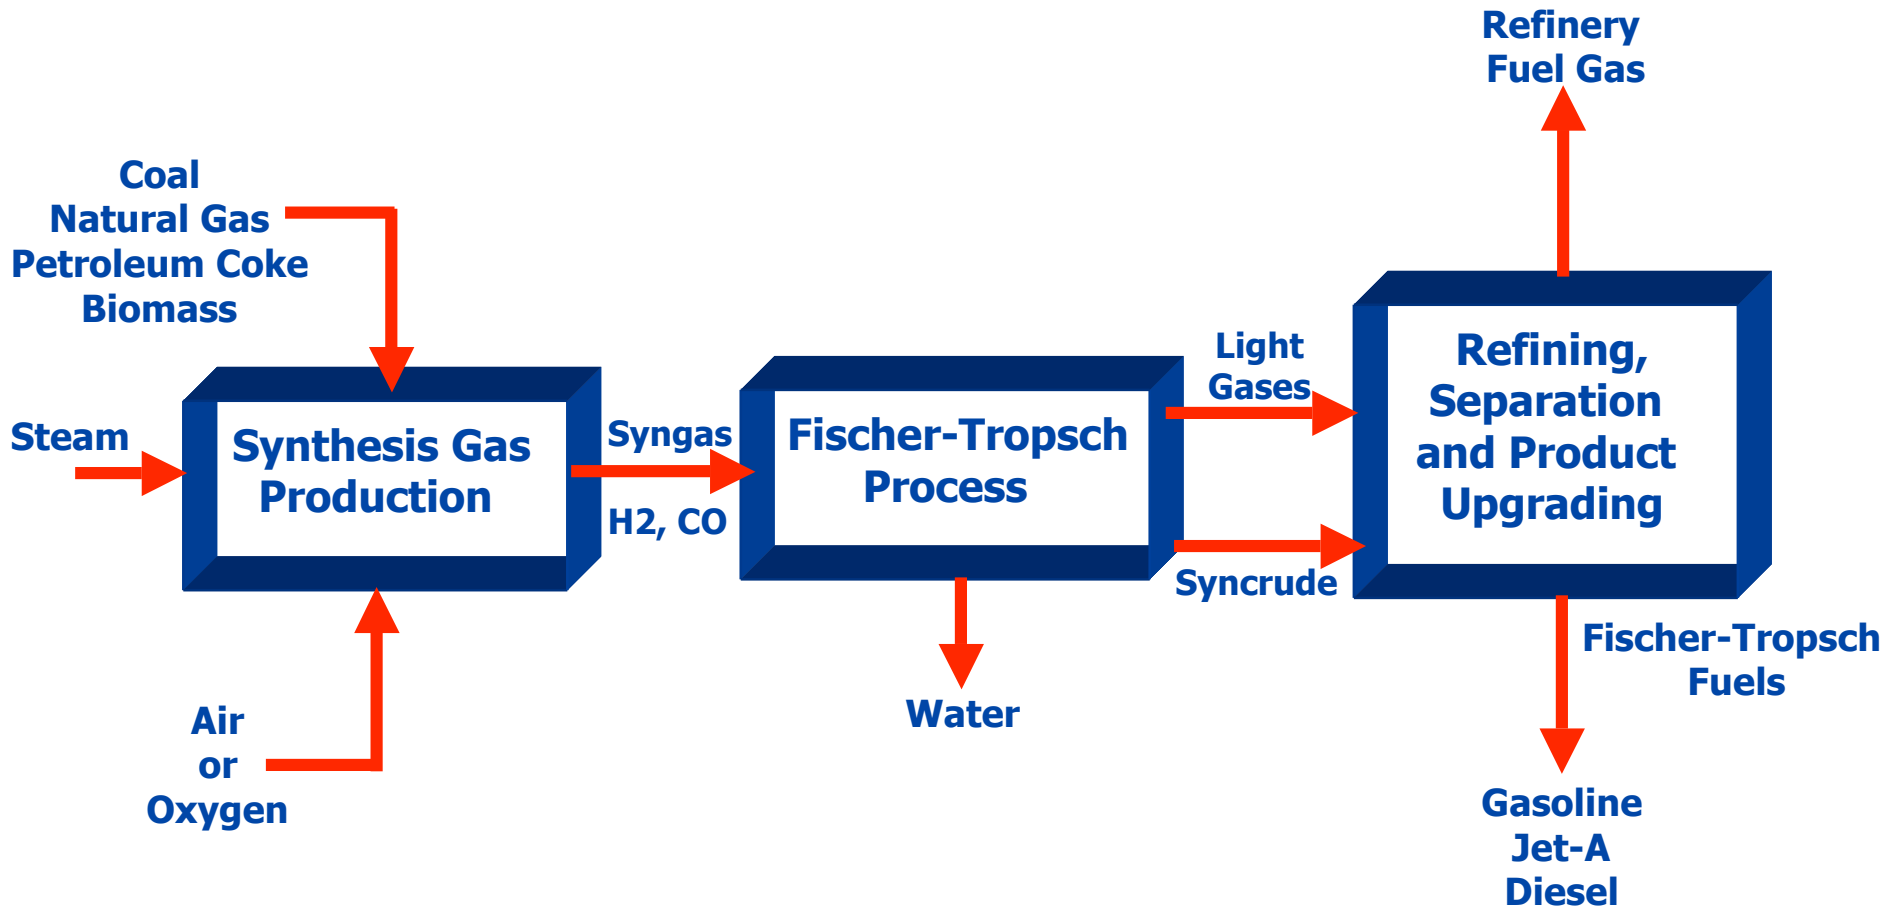 Refinery
Fuel Gas
Coal
Natural Gas
Petroleum Coke
Biomass
Steam
Synthesis Gas
Production
Air
or
Oxygen
Syngas
H2, CO
Fischer-Tropsch
Process
Water
Light
Gases
Syncrude
Refining,
Separation
and Product
Upgrading
Fischer-Tropsch
Fuels
Gasoline
Jet-A
Diesel